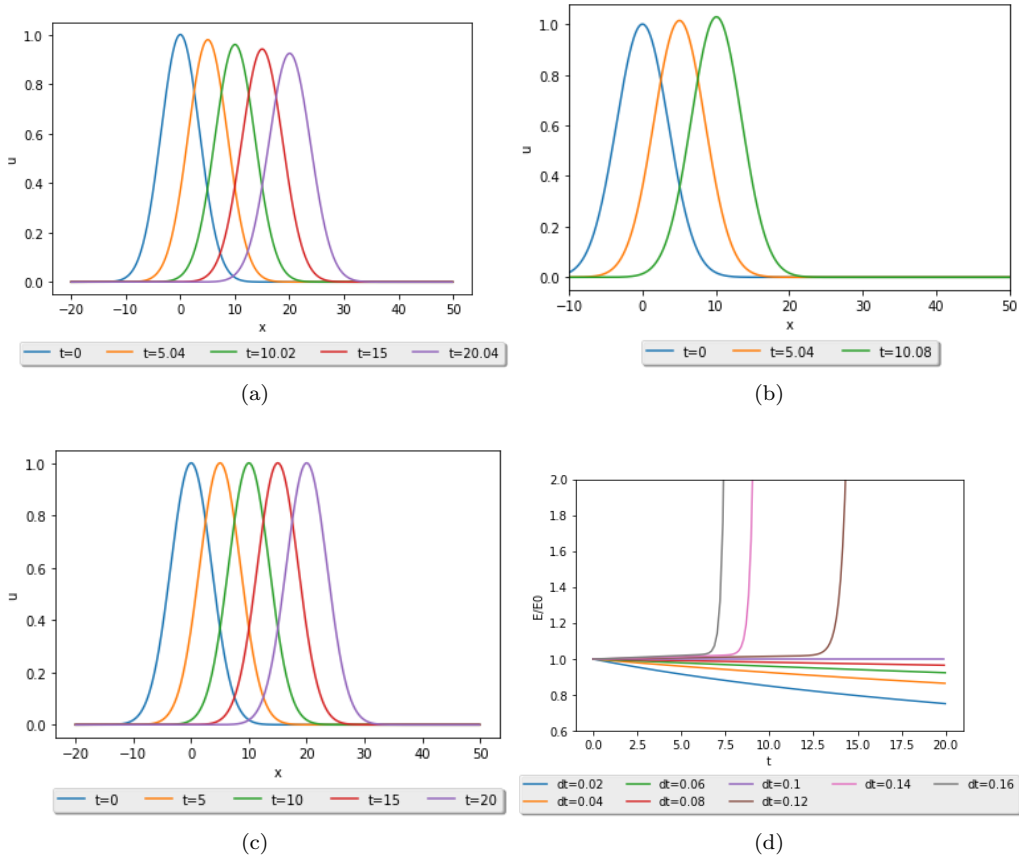 1.0
0.8
0.6
0.4
0.2
0.0
u
−20 −10 0 10 20 30 40 50
x
t=0 t=5.04 t=10.02 t=15 t=20.04
(a)
1.0
0.8
0.6
0.4
0.2
0.0
u
−10 0 10 20 30 40 50
x
t=0 t=5.04 t=10.08
(b)
1.0
0.8
0.6
0.4
0.2
0.0
u
−20 −10 0 10 20 30 40 50
x
t=0 t=5 t=10 t=15 t=20
(c)
2.0
1.8
1.6
1.4
1.2
1.0
0.8
0.6
E/E0
0.0 2.5 5.0 7.5 10.0 12.5 15.0 17.5 20.0
t
dt=0.02 dt=0.06 dt=0.1 dt=0.14 dt=0.16
dt=0.04 dt=0.08 dt=0.12
(d)